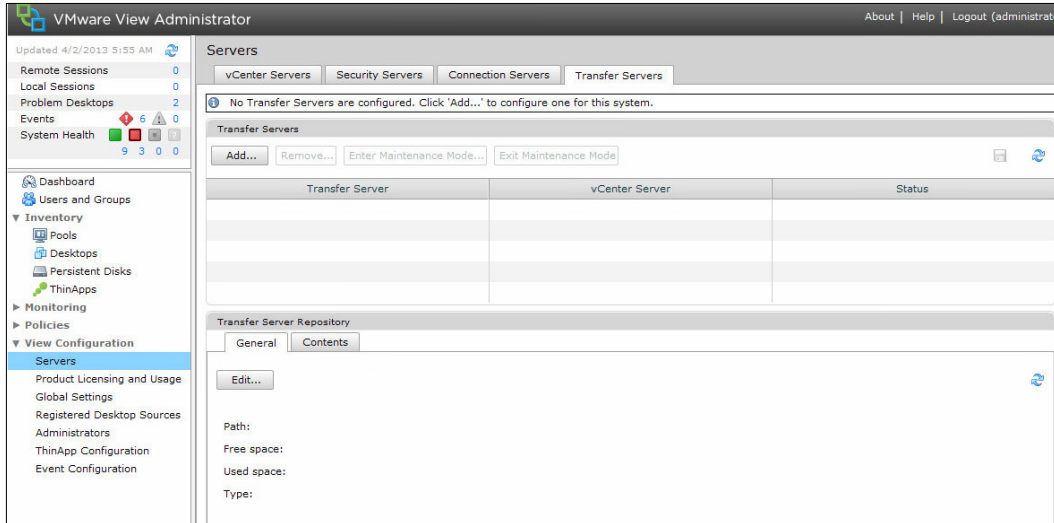 VMware View Administrator
About | Help | Logout (administrat
Updated 4/2/2013 5:55 AM
Remote Sessions 0
Local Sessions 0
Problem Desktops 2
Events 6 0
System Health
9 3 0 0
Dashboard
Users and Groups
Inventory
Pools
Desktops
Persistent Disks
ThinApps
Monitoring
Policies
View Configuration
Servers
Product Licensing and Usage
Global Settings
Registered Desktop Sources
Administrators
ThinApp Configuration
Event Configuration
Servers
vCenter Servers Security Servers Connection Servers Transfer Servers
No Transfer Servers are configured. Click 'Add...' to configure one for this system.
Transfer Servers
Add... Remove... Enter Maintenance Mode... Exit Maintenance Mode
Transfer Server vCenter Server Status
Transfer Server Repository
General Contents
Edit...
Path:
Free space:
Used space:
Type: